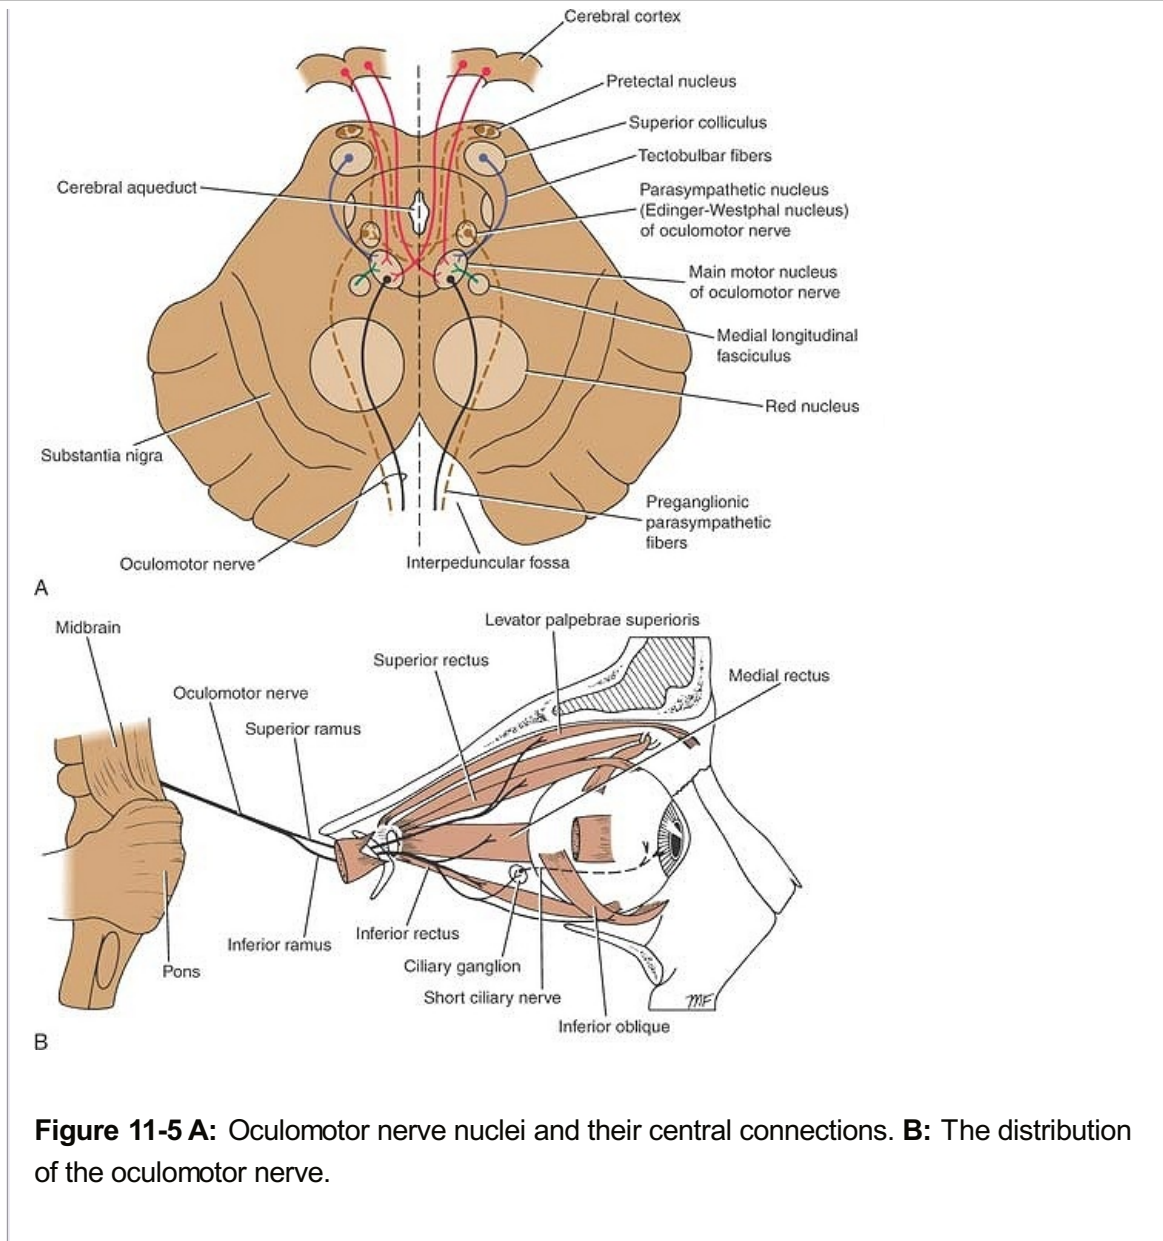 Cerebral cortex
Pretectal nucleus
Superior colliculus
Tectobulbar fibers
Cerebral aqueduct
Parasympathetic nucleus
(Edinger-Westphal nucleus)
of oculomotor nerve
Main motor nucleus
of oculomotor nerve
Medial longitudinal
fasciculus
Red nucleus
Substantia nigra
Preganglionic
parasympathetic
fibers
Oculomotor nerve
Interpeduncular fossa
A
Midbrain
Levator palpebrae superioris
Superior rectus
Medial rectus
Oculomotor nerve
Superior ramus
Inferior ramus
Inferior rectus
Pons
Ciliary ganglion
Short ciliary nerve
MF
Inferior oblique
B
Figure 11-5 A: Oculomotor nerve nuclei and their central connections. B: The distribution
of the oculomotor nerve.